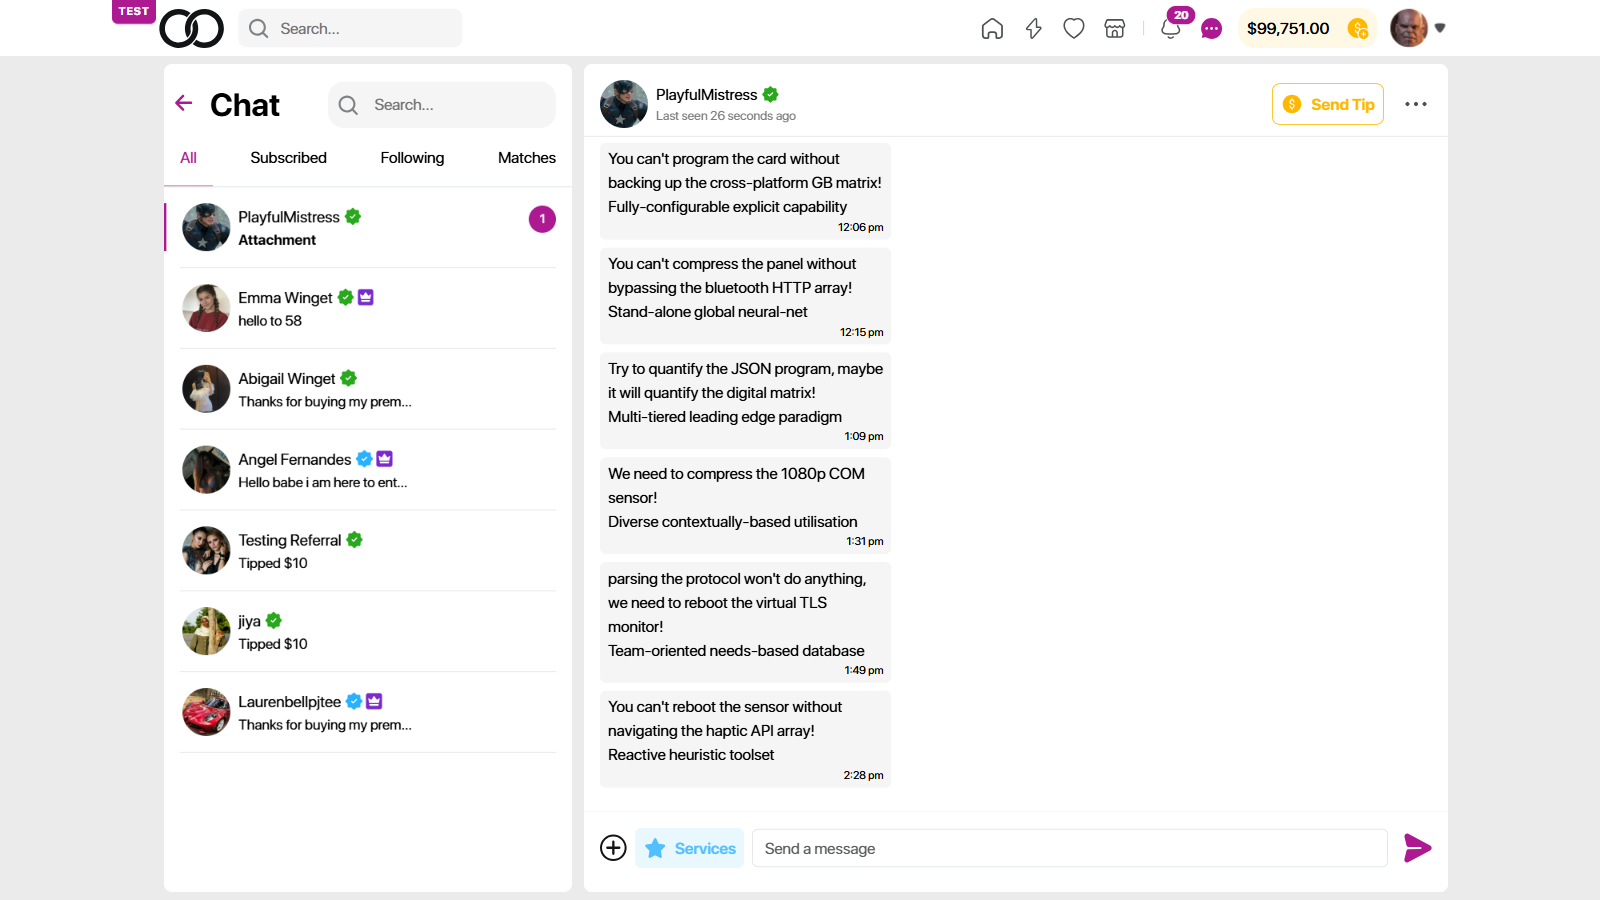 TEST
Search...
20
$99,751.00
Chat
Search...
All
Subscribed
Following
Matches
PlayfulMistress
Attachment
1
Emma Winget
hello to 58
Abigail Winget
Thanks for buying my prem...
Angel Fernandes
Hello babe i am here to ent...
Testing Referral
Tipped $10
jiya
Tipped $10
Laurenbellpjtee
Thanks for buying my prem...
PlayfulMistress
Last seen 26 seconds ago
Send Tip
You can't program the card without
backing up the cross-platform GB matrix!
Fully-configurable explicit capability
12:06 pm
You can't compress the panel without
bypassing the bluetooth HTTP array!
Stand-alone global neural-net
12:15 pm
Try to quantify the JSON program, maybe
it will quantify the digital matrix!
Multi-tiered leading edge paradigm
1:09 pm
We need to compress the 1080p COM
sensor!
Diverse contextually-based utilisation
1:31 pm
parsing the protocol won't do anything,
we need to reboot the virtual TLS
monitor!
Team-oriented needs-based database
1:49 pm
You can't reboot the sensor without
navigating the haptic API array!
Reactive heuristic toolset
2:28 pm
Services
Send a message